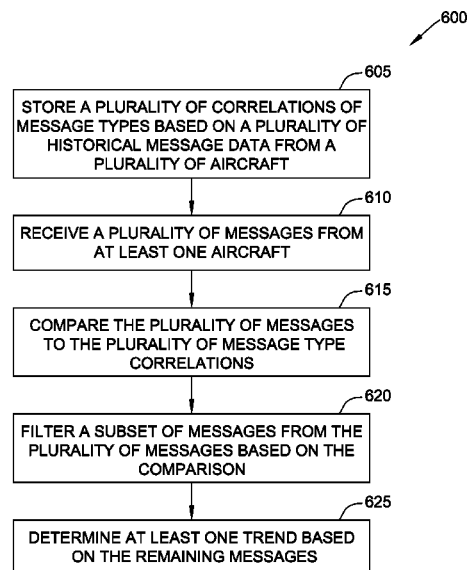 600
605
STORE A PLURALITY OF CORRELATIONS OF
MESSAGE TYPES BASED ON A PLURALITY OF
HISTORICAL MESSAGE DATA FROM A
PLURALITY OF AIRCRAFT
610
RECEIVE A PLURALITY OF MESSAGES FROM
AT LEAST ONE AIRCRAFT
615
COMPARE THE PLURALITY OF MESSAGES
TO THE PLURALITY OF MESSAGE TYPE
CORRELATIONS
620
FILTER A SUBSET OF MESSAGES FROM THE
PLURALITY OF MESSAGES BASED ON THE
COMPARISON
625
DETERMINE AT LEAST ONE TREND BASED
ON THE REMAINING MESSAGES